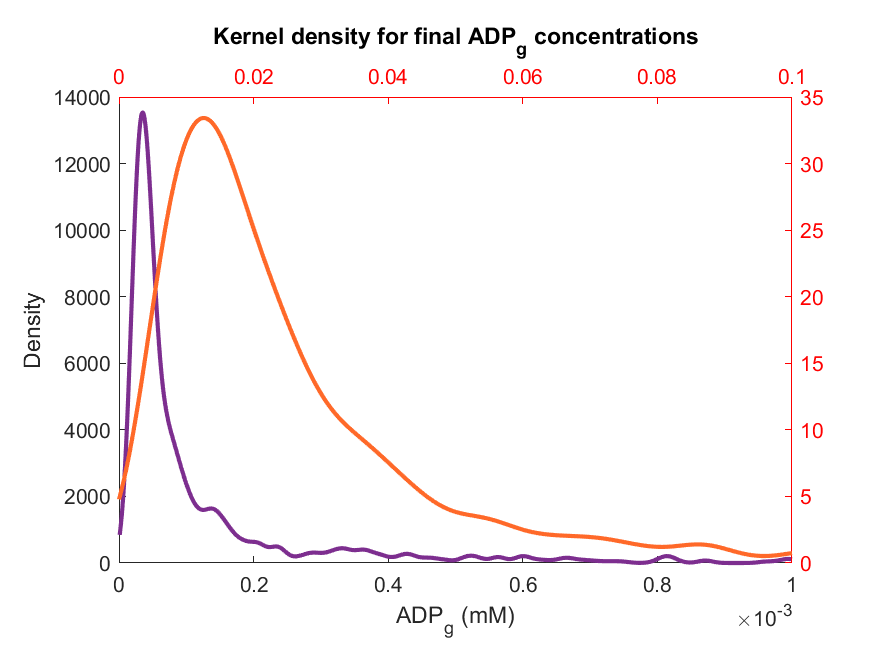 Kernel density for final ADPg concentrations
0 0.02 0.04 0.06 0.08 0.1
14000 35
12000 30
10000 25
8000 20
6000 15
4000 10
2000 5
0 0
Density
0 0.2 0.4 0.6 0.8 1
ADPg (mM)
×10-3